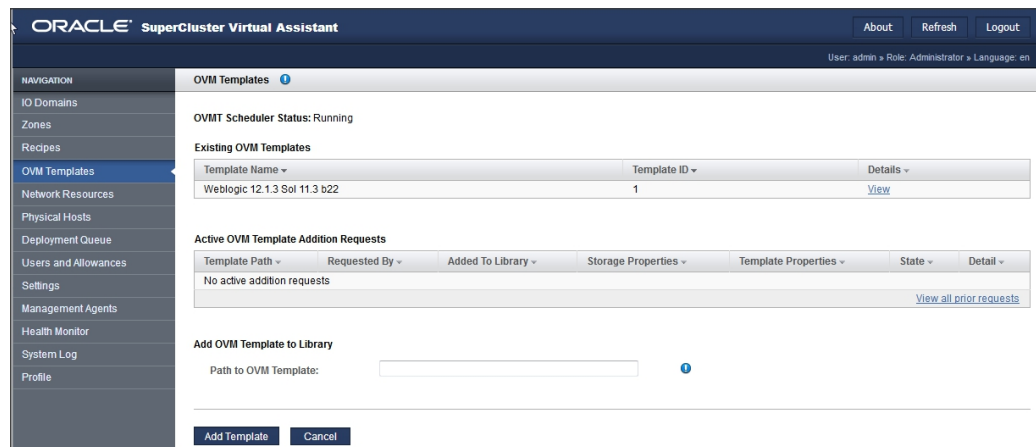 ORACLE SuperCluster Virtual Assistant
About Refresh Logout
User: admin » Role: Administrator » Language: en
NAVIGATION
IO Domains
Zones
Recipes
OVM Templates
Network Resources
Physical Hosts
Deployment Queue
Users and Allowances
Settings
Management Agents
Health Monitor
System Log
Profile
OVM Templates
OVMT Scheduler Status: Running
Existing OVM Templates
Template Name Template ID Details
Weblogic 12.1.3 Sol 11.3 b22 1 View
Active OVM Template Addition Requests
Template Path Requested By Added To Library Storage Properties Template Properties State Detail
No active addition requests
View all prior requests
Add OVM Template to Library
Path to OVM Template:
Add Template Cancel